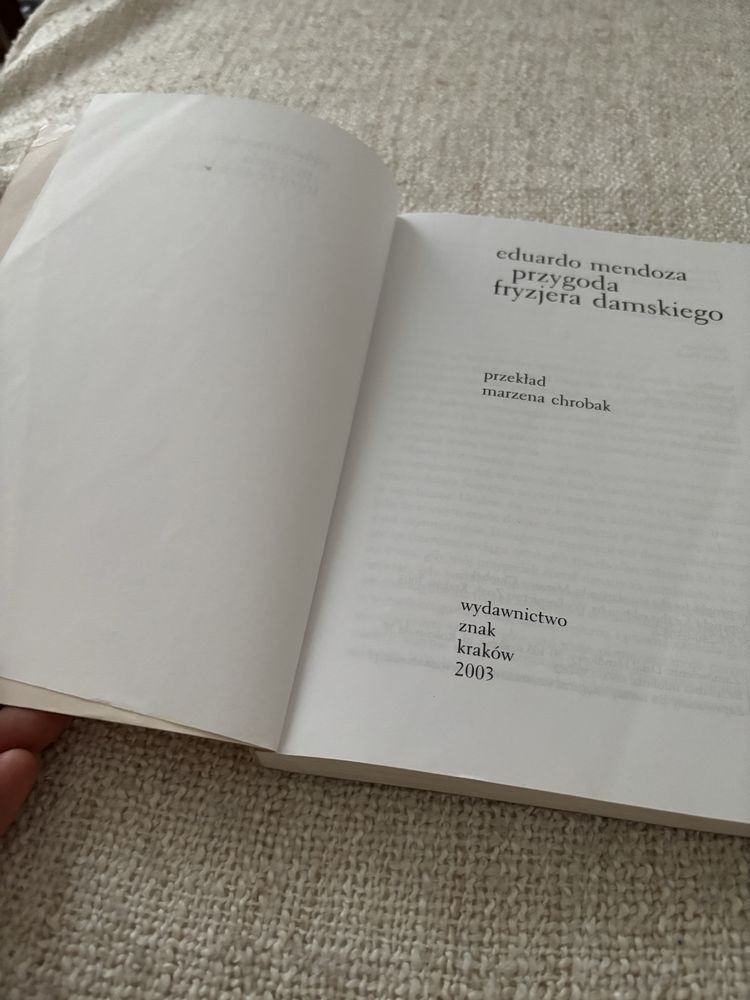 eduardo mendoza
przygoda
fryzjera damskiego
przekład
marzena chrobak
wydawnictwo
znak
kraków
2003